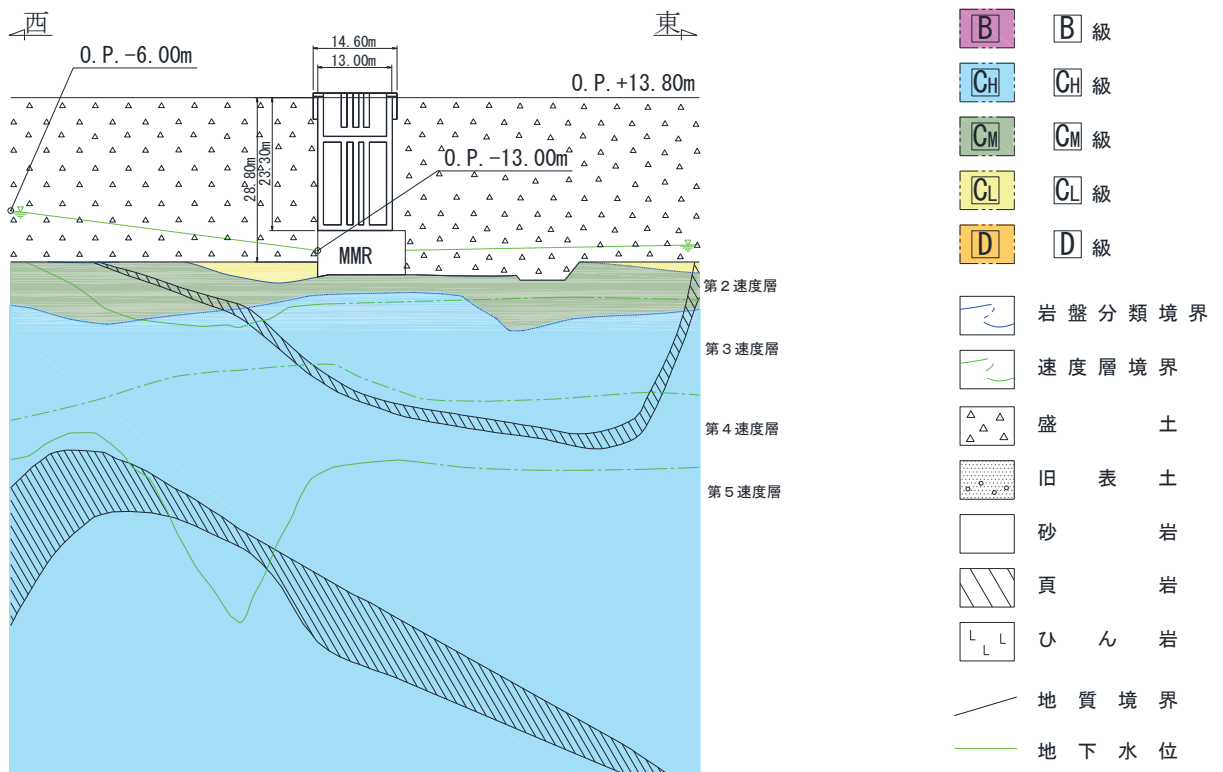 西
東
O.P.-6.00m
14.60m
13.00m
O.P.+13.80m
28.80m
23.30m
O.P.-13.00m
MMR
第2速度層
第3速度層
第4速度層
第5速度層
B B 級
CH CH 級
CM CM 級
CL CL 級
D D 級
岩盤分類境界
速度層境界
盛土
旧表土
砂岩
頁岩
ひん岩
地質境界
地下水位